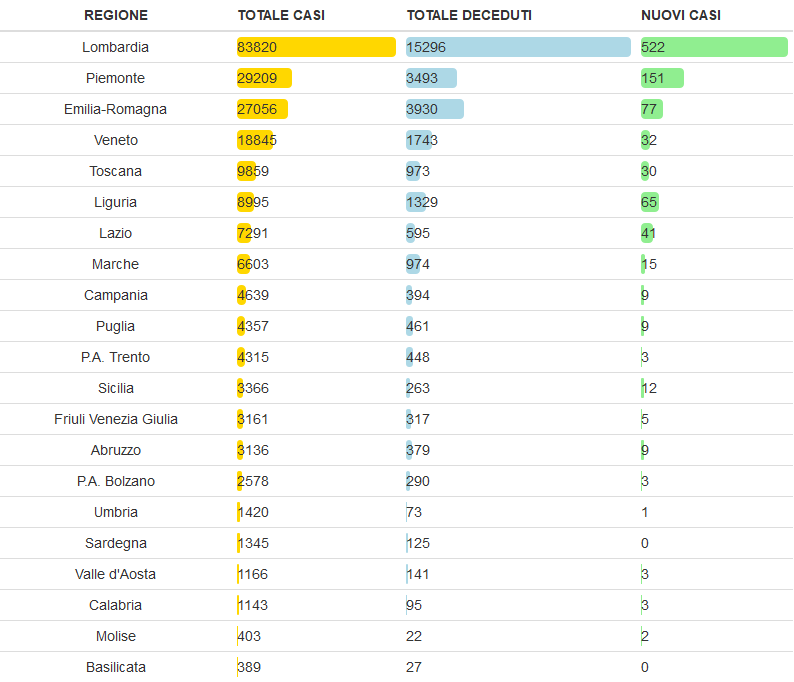 REGIONE TOTALE CASI TOTALE DECEDUTI NUOVI CASI
Lombardia 83820 15296 522
Piemonte 29209 3493 151
Emilia-Romagna 27056 3930 77
Veneto 18845 1743 32
Toscana 9859 973 30
Liguria 8995 1329 65
Lazio 7291 595 41
Marche 6603 974 15
Campania 4639 394 9
Puglia 4357 461 9
P.A. Trento 4315 448 3
Sicilia 3366 263 12
Friuli Venezia Giulia 3161 317 5
Abruzzo 3136 379 9
P.A. Bolzano 2578 290 3
Umbria 1420 73 1
Sardegna 1345 125 0
Valle d'Aosta 1166 141 3
Calabria 1143 95 3
Molise 403 22 2
Basilicata 389 27 0